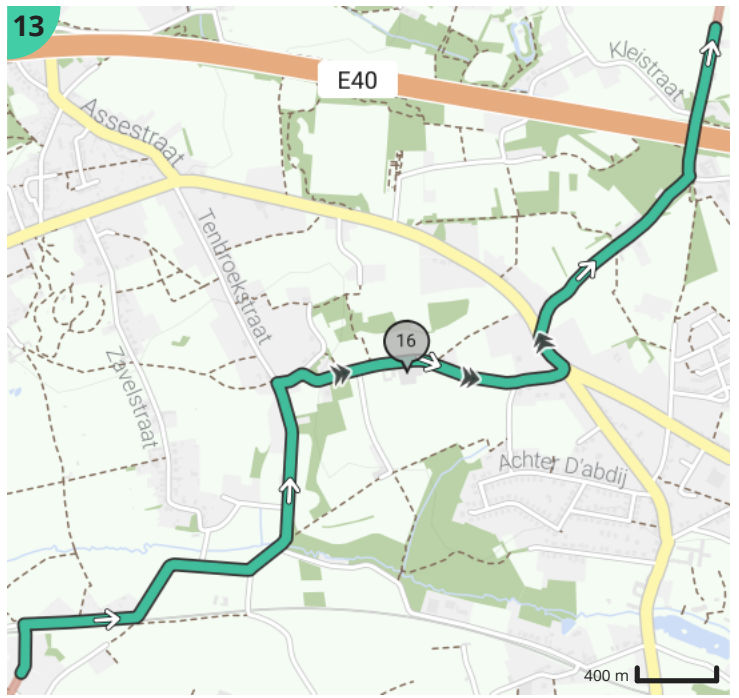 13
E40
Kleistraat
Assestraat
Tenbroekstraat
16
Zavelstraat
Achter D'abdij
400 m